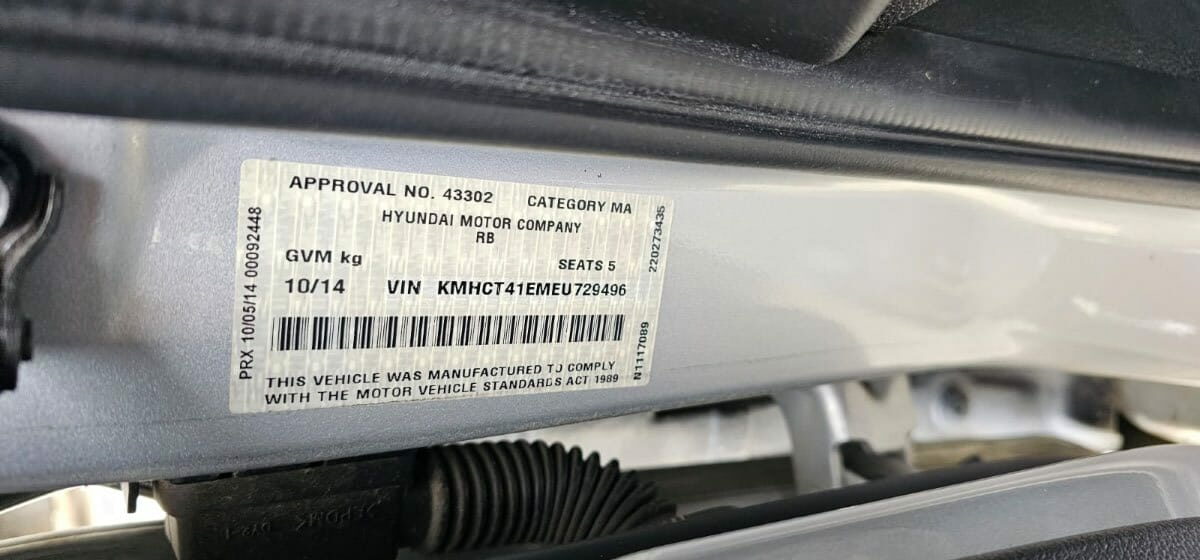 APPROVAL NO. 43302 CATEGORY MA
HYUNDAI MOTOR COMPANY
RB
GVM kg SEATS 5
10/14 VIN KMHCT41EMEU729496
THIS VEHICLE WAS MANUFACTURED TO COMPLY
WITH THE MOTOR VEHICLE STANDARDS ACT 1989
PRX 10/05/14 00092448
N1117089
220273435